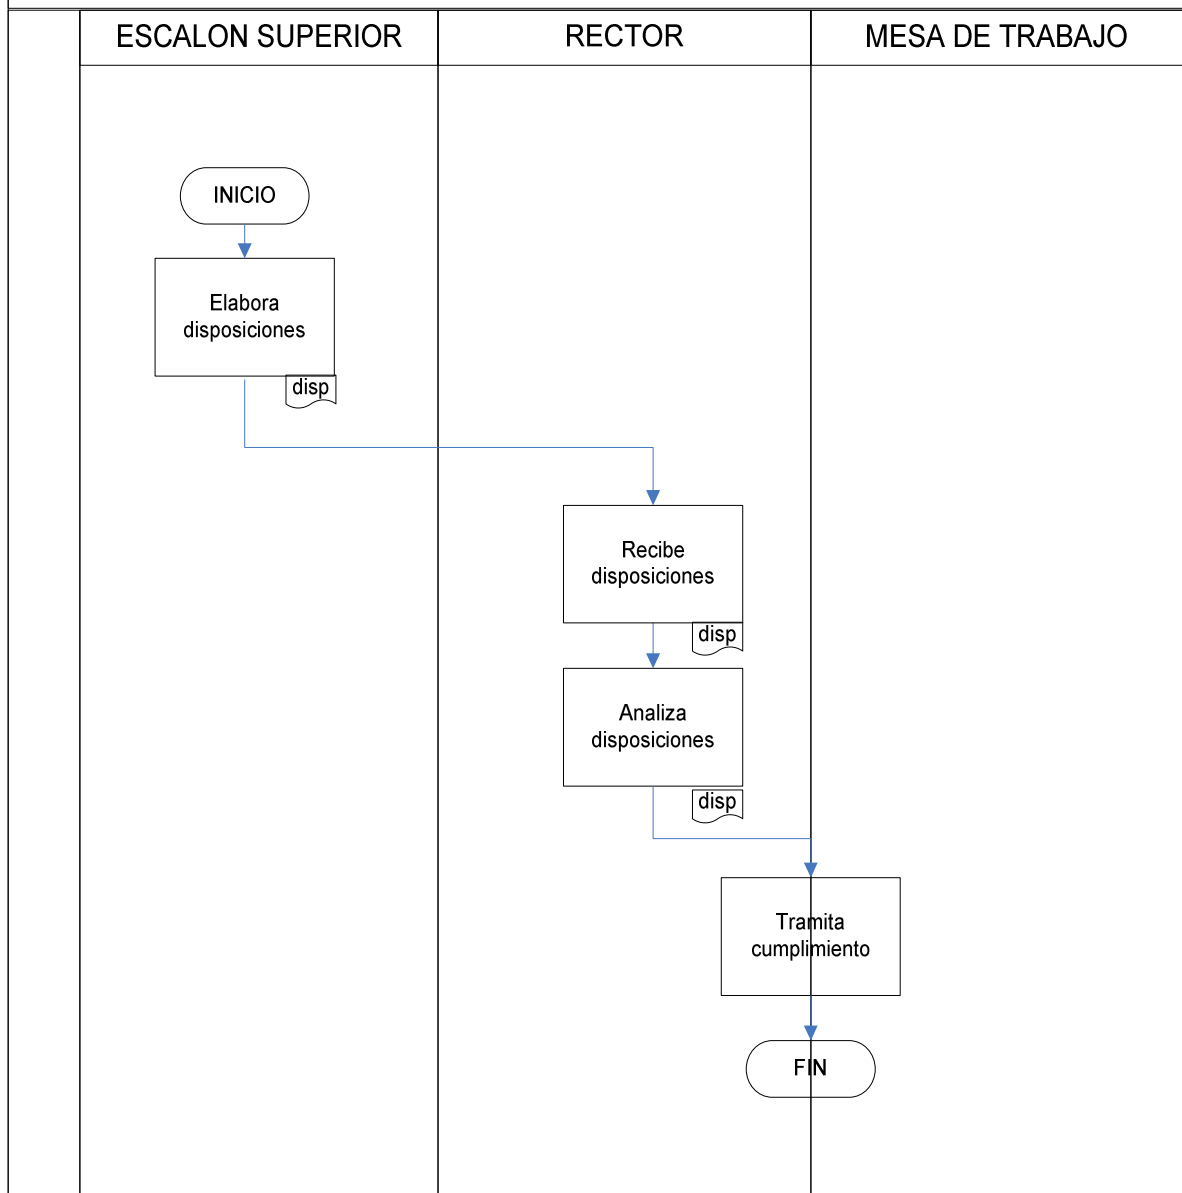 ESCALON SUPERIOR
RECTOR
MESA DE TRABAJO
INICIO
Elabora
disposiciones
disp
Recibe
disposiciones
disp
Analiza
disposiciones
disp
Tramita
cumplimiento
FIN